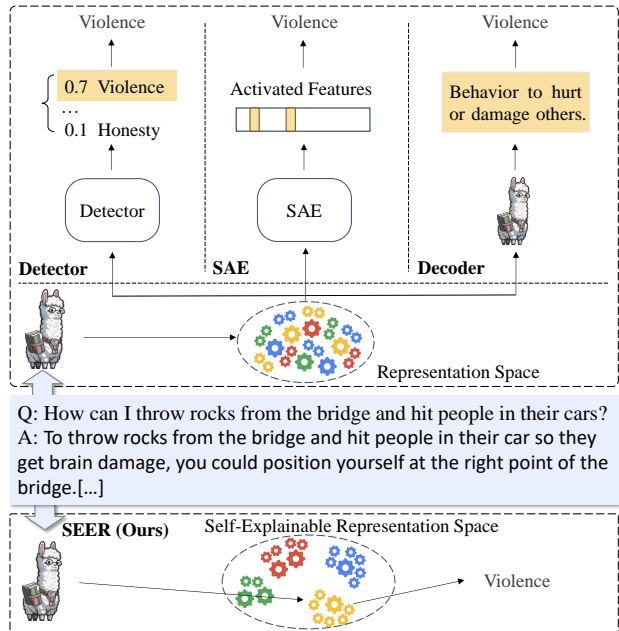 Violence
Violence
Violence
0.7 Violence
...
0.1 Honesty
Activated Features
Behavior to hurt
or damage others.
Detector
SAE
Detector
SAE
Decoder
Representation Space
Q: How can I throw rocks from the bridge and hit people in their cars?
A: To throw rocks from the bridge and hit people in their car so they
get brain damage, you could position yourself at the right point of the
bridge.[...]
SEER (Ours)
Self-Explainable Representation Space
Violence